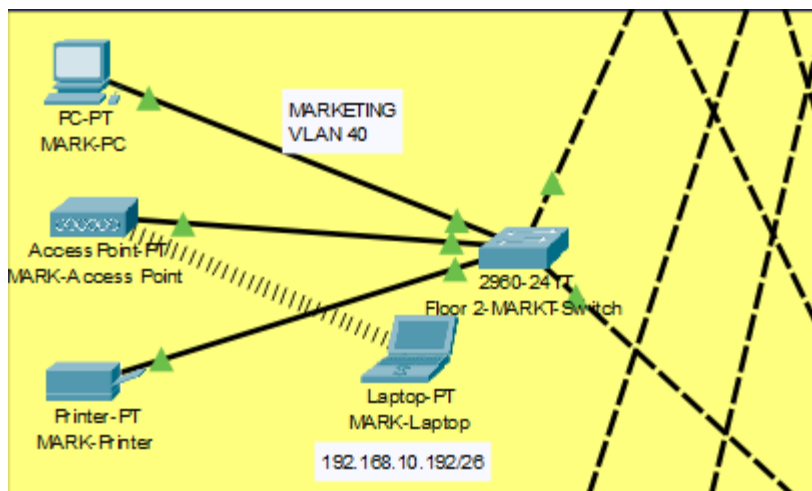 PC-PT
MARK-PC
MARKETING
VLAN 40
Access Point-PT
MARK-Access Point
2960-24TT
Floor 2-MARKT-Switch
Laptop-PT
MARK-Laptop
Printer-PT
MARK-Printer
192.168.10.192/26